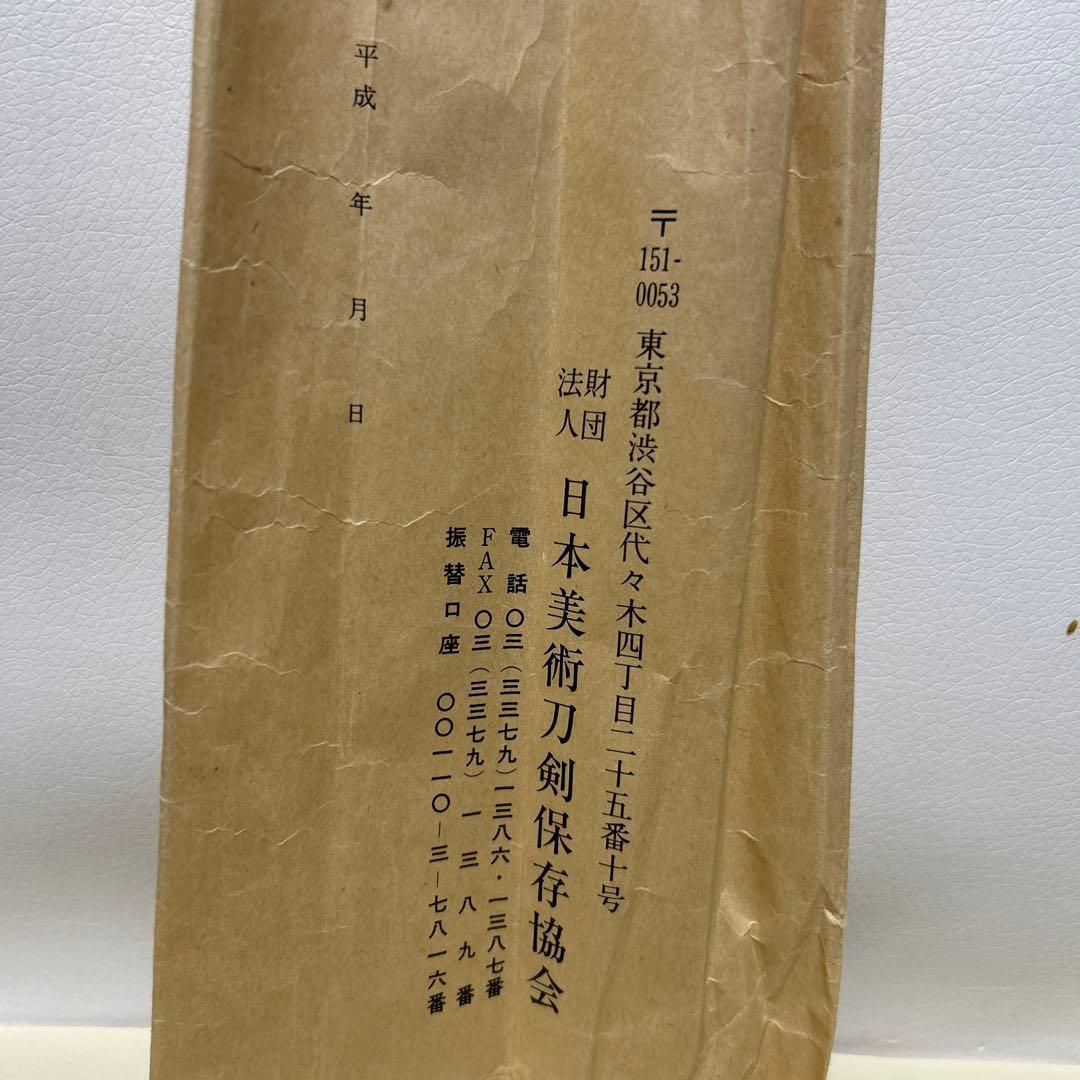 〒151-0053 東京都渋谷区代々木四丁目二十五番十号
財団法人 日本美術刀剣保存協会
電話〇三(三三七九)一三八六・一三八七番
FAX〇三(三三七九)一三八九番
振替口座 〇〇一一〇―三―七八一六番
平成 年 月 日